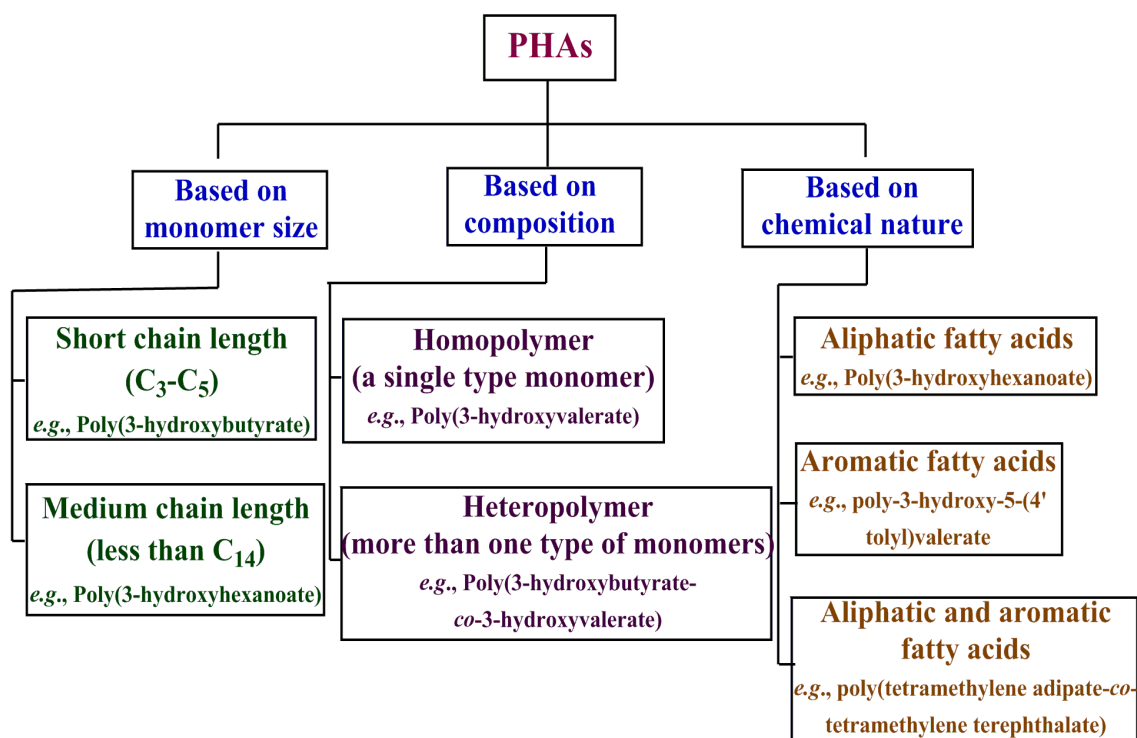 PHAs
Based on
monomer size
Based on
composition
Based on
chemical nature
Short chain length
(C₃-C₅)
e.g., Poly(3-hydroxybutyrate)
Medium chain length
(less than C₁₄)
e.g., Poly(3-hydroxyhexanoate)
Homopolymer
(a single type monomer)
e.g., Poly(3-hydroxyvalerate)
Heteropolymer
(more than one type of monomers)
e.g., Poly(3-hydroxybutyrate-
co-3-hydroxyvalerate)
Aliphatic fatty acids
e.g., Poly(3-hydroxyhexanoate)
Aromatic fatty acids
e.g., poly-3-hydroxy-5-(4'
tolyl)valerate
Aliphatic and aromatic
fatty acids
e.g., poly(tetramethylene adipate-co-
tetramethylene terephthalate)